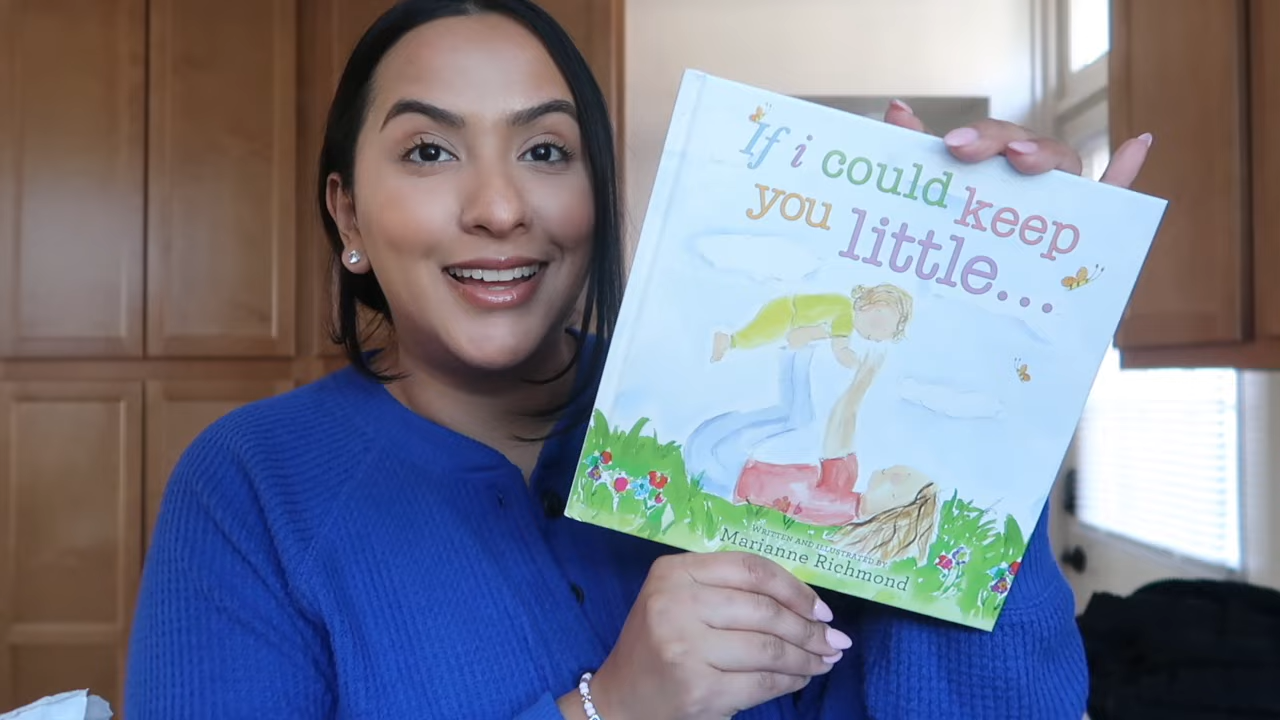 If i could keep
you little...
WRITTEN AND ILLUSTRATED BY
Marianne Richmond